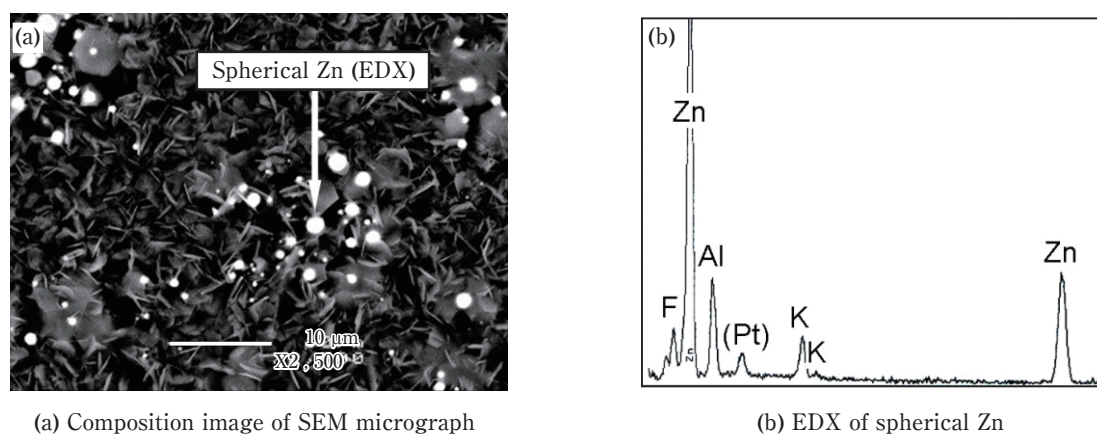 (a)
Spherical Zn (EDX)
10 μm
X2 , 500
(b)
Zn
Zn
F
Al
(Pt)
K
K
Zn
(a) Composition image of SEM micrograph
(b) EDX of spherical Zn